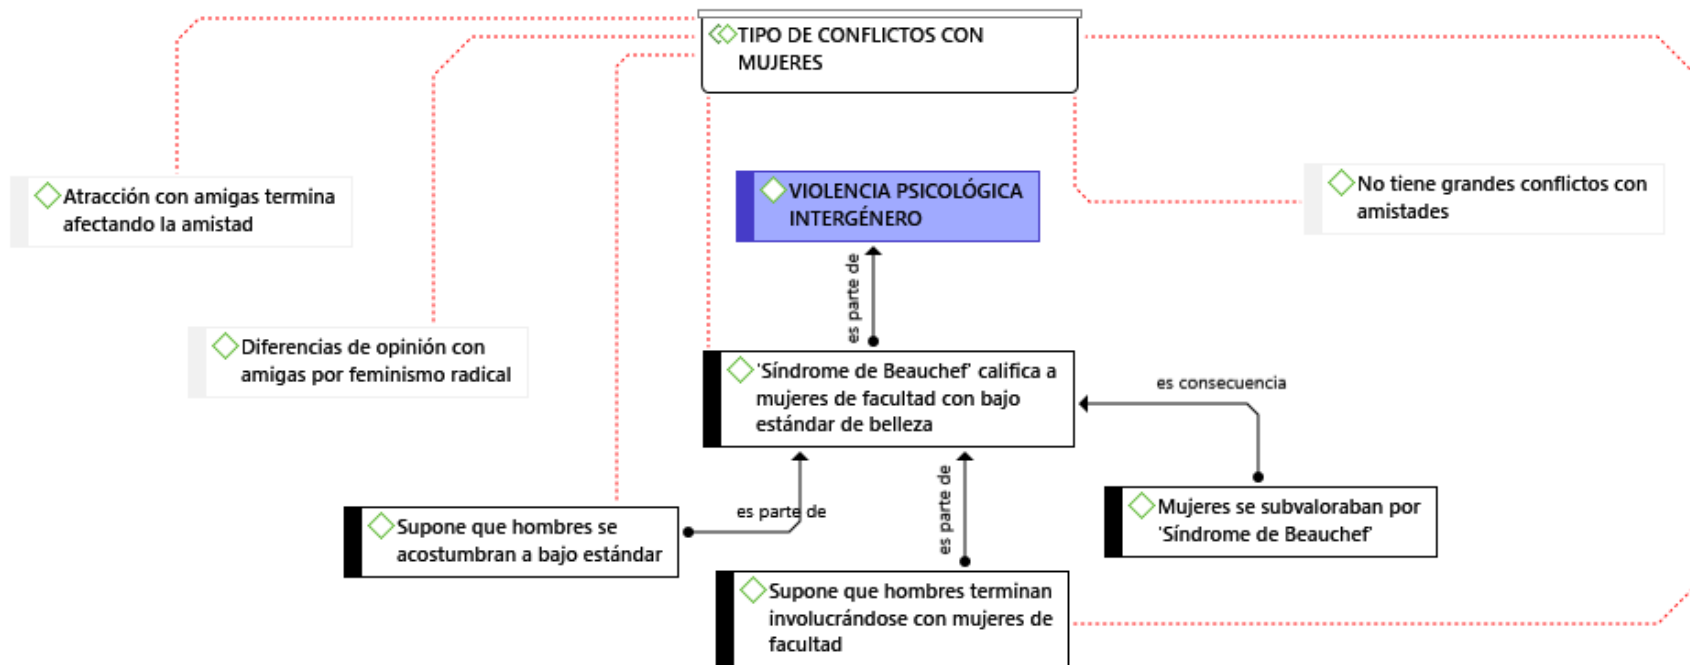 TIPO DE CONFLICTOS CON
MUJERES
Atracción con amigas termina
afectando la amistad
VIOLENCIA PSICOLÓGICA
INTERGÉNERO
No tiene grandes conflictos con
amistades
es parte de
Diferencias de opinión con
amigas por feminismo radical
'Síndrome de Beauchef' califica a
mujeres de facultad con bajo
estándar de belleza
es consecuencia
es parte de
es parte de
Supone que hombres se
acostumbran a bajo estándar
Mujeres se subvaloraban por
'Síndrome de Beauchef'
Supone que hombres terminan
involucrándose con mujeres de
facultad